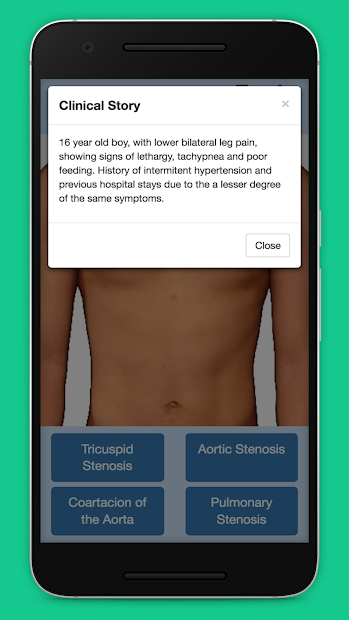 Clinical Story ×
16 year old boy, with lower bilateral leg pain,
showing signs of lethargy, tachypnea and poor
feeding. History of intermitent hypertension and
previous hospital stays due to the a lesser degree
of the same symptoms.
Close
Tricuspid
Stenosis
Aortic Stenosis
Coartacion of
the Aorta
Pulmonary
Stenosis